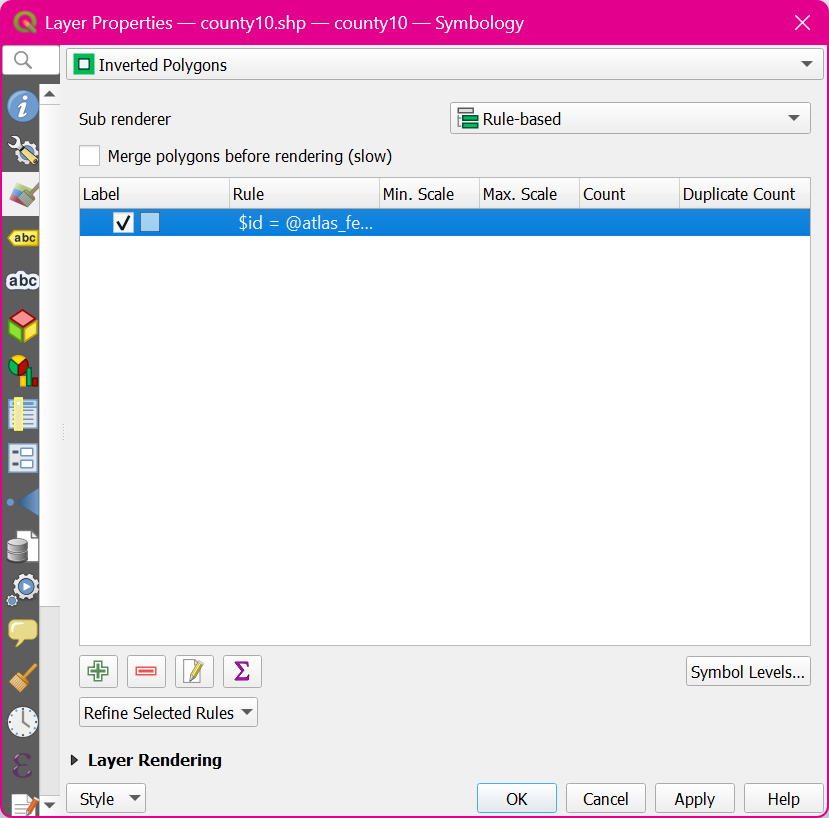 Layer Properties — county10.shp — county10 — Symbology
Inverted Polygons
Sub renderer Rule-based
Merge polygons before rendering (slow)
Label Rule Min. Scale Max. Scale Count Duplicate Count
$id = @atlas_fe...
abc
abc
Symbol Levels...
Refine Selected Rules
Layer Rendering
Style OK Cancel Apply Help